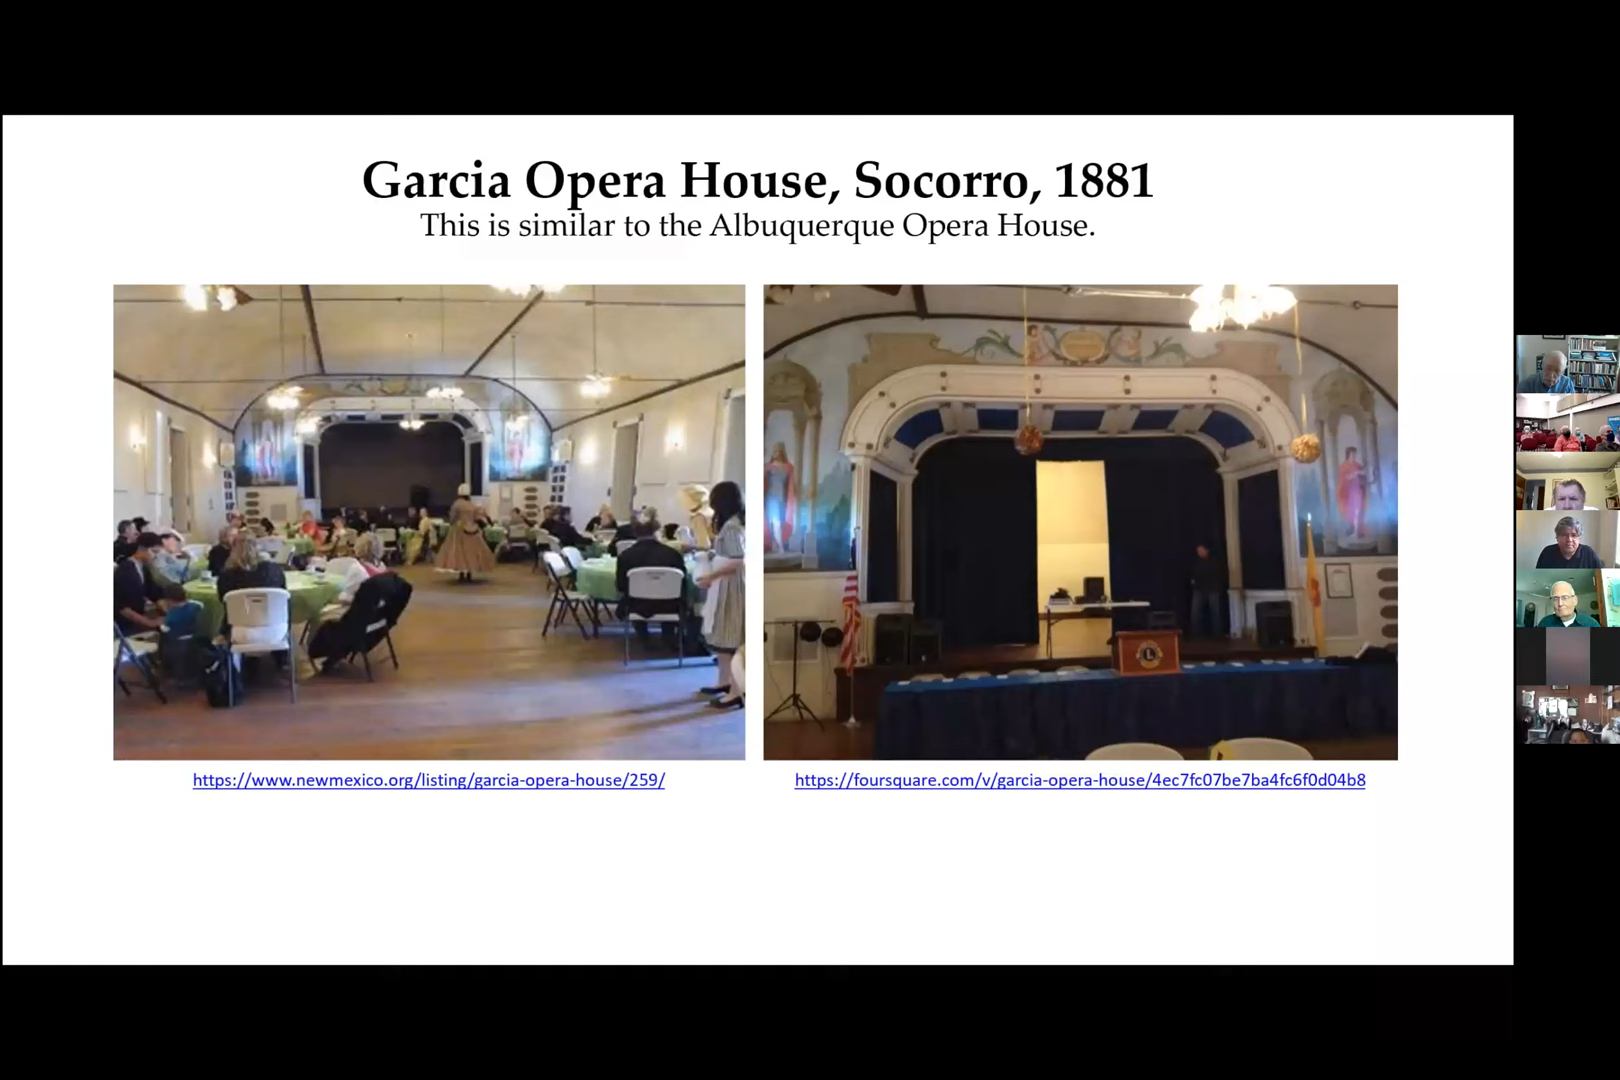 Garcia Opera House, Socorro, 1881
This is similar to the Albuquerque Opera House.
L
https://www.newmexico.org/listing/garcia-opera-house/259/
https://foursquare.com/v/garcia-opera-house/4ec7fc07be7ba4fc6f0d04b8